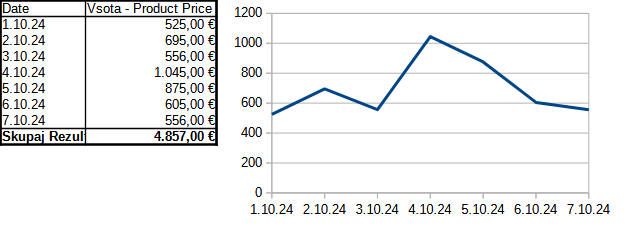 Date Vsota - Product Price
1.10.24 525,00 €
2.10.24 695,00 €
3.10.24 556,00 €
4.10.24 1.045,00 €
5.10.24 875,00 €
6.10.24 605,00 €
7.10.24 556,00 €
Skupaj Rezul 4.857,00 €
1200
1000
800
600
400
200
0
1.10.24 2.10.24 3.10.24 4.10.24 5.10.24 6.10.24 7.10.24